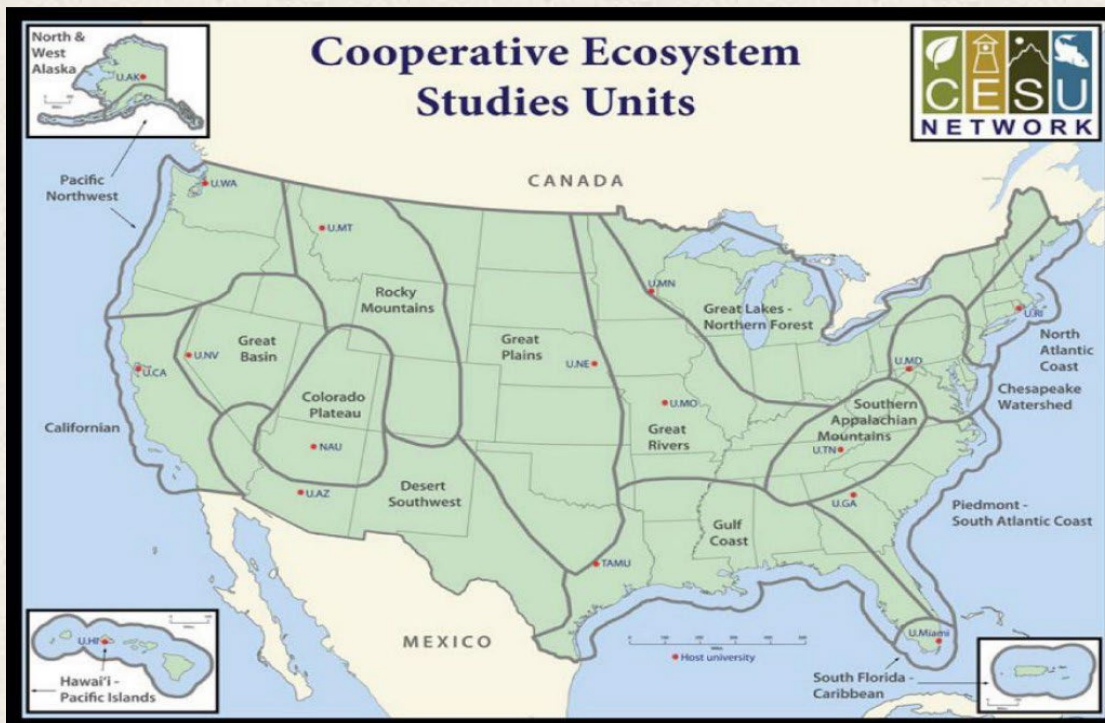 Cooperative Ecosystem
Studies Units
CESU
NETWORK
North &
West
Alaska
U.AK
Pacific
Northwest
CANADA
U.WA
U.MT
Rocky
Mountains
U.MN
Great Lakes -
Northern Forest
U.RI
North
Atlantic
Coast
Great
Basin
U.NV
U.CA
Great
Plains
U.NE
U.MD
Chesapeake
Watershed
Colorado
Plateau
U.MO
Great
Rivers
Southern
Appalachian
Mountains
U.TN
Californian
NAU
U.AZ
Desert
Southwest
U.GA
Piedmont -
South Atlantic Coast
Gulf
Coast
TAMU
MEXICO
U.HI
Hawai'i -
Pacific Islands
Host university
U.Miami
South Florida -
Caribbean